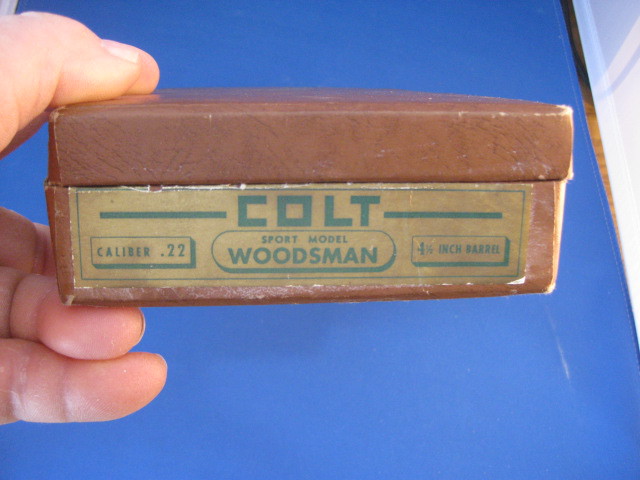 COLT
SPORT MODEL
CALIBER .22
WOODSMAN
4½ INCH BARREL